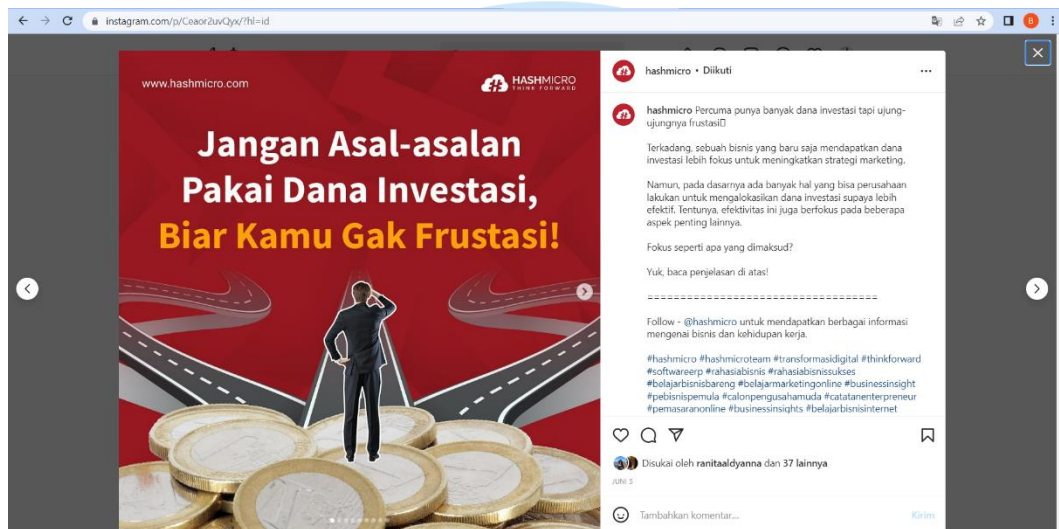 instagram.com/p/Ceaor2uvQyx/?hl=id
B
www.hashmicro.com
HASHMICRO
THINK FORWARD
Jangan Asal-asalan
Pakai Dana Investasi,
Biar Kamu Gak Frustasi!
hashmicro • Diikuti
hashmicro Percuma punya banyak dana investasi tapi ujung-
ujungnya frustasi
Terkadang, sebuah bisnis yang baru saja mendapatkan dana
investasi lebih fokus untuk meningkatkan strategi marketing.
Namun, pada dasarnya ada banyak hal yang bisa perusahaan
lakukan untuk mengalokasikan dana investasi supaya lebih
efektif. Tentunya, efektivitas ini juga berfokus pada beberapa
aspek penting lainnya.
Fokus seperti apa yang dimaksud?
Yuk, baca penjelasan di atas!
===================================
Follow - @hashmicro untuk mendapatkan berbagai informasi
mengenai bisnis dan kehidupan kerja.
#hashmicro #hashmicroteam #transformasidigital #thinkforward
#softwareerp #rahasiabisnis #rahasiabisnissukses
#belajarbisnisbareng #belajarmarketingonline #businessinsight
#pebisnispemula #calonpengusahamuda #catatanenterpreneur
#pemasaranonline #businessinsights #belajarbisnisinternet
Disukai oleh ranitaaldyanna dan 37 lainnya
JUNI 3
Tambahkan komentar...
Kirim